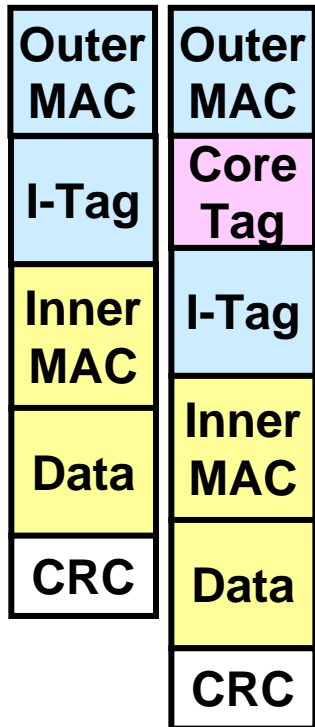 Outer
MAC
I-Tag
Inner
MAC
Data
CRC
Outer
MAC
Core
Tag
I-Tag
Inner
MAC
Data
CRC